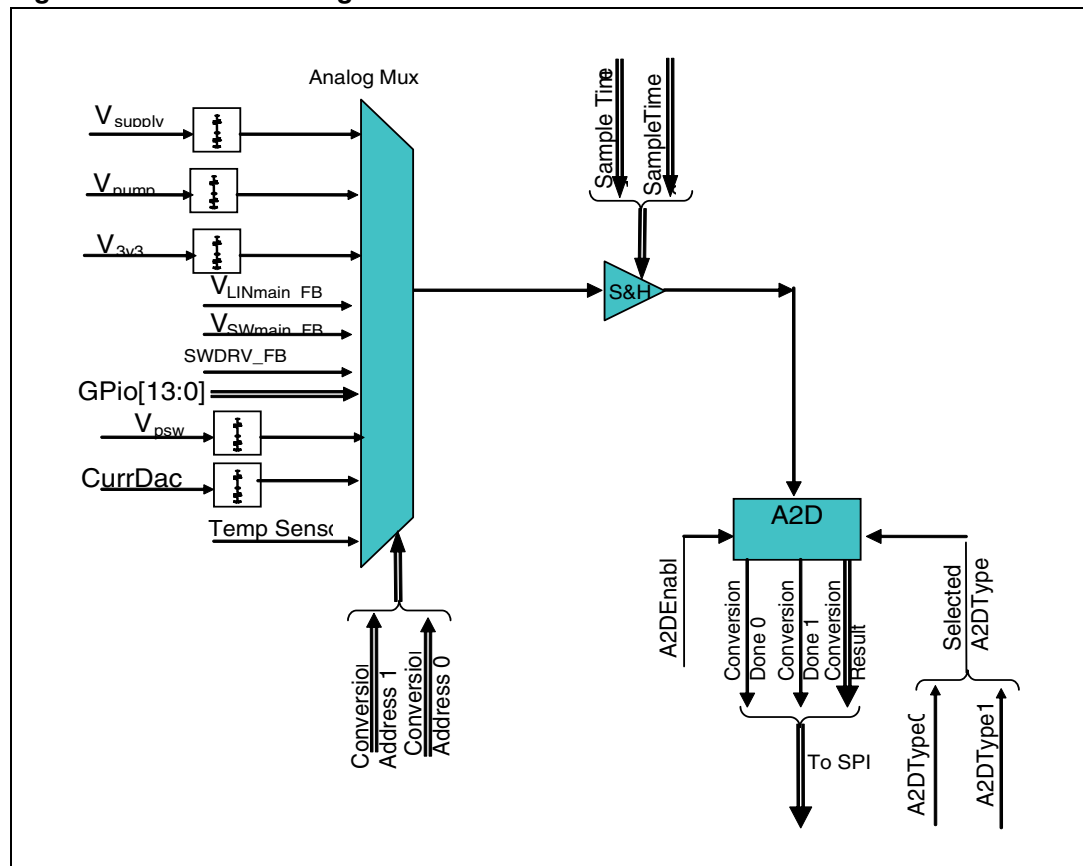 Analog Mux
Vsupply
Vpump
V3v3
VLINmain_FB
VSWmain_FB
SWDRV_FB
GPio[13:0]
Vpsw
CurrDac
Temp Senso
Sample Time
SampleTime
S&H
A2D
A2DEnabl
Conversion
Done 0
Conversion
Done 1
Conversion
Result
Selected
A2DType
Conversion
Address 1
Conversion
Address 0
To SPI
A2DType0
A2DType1